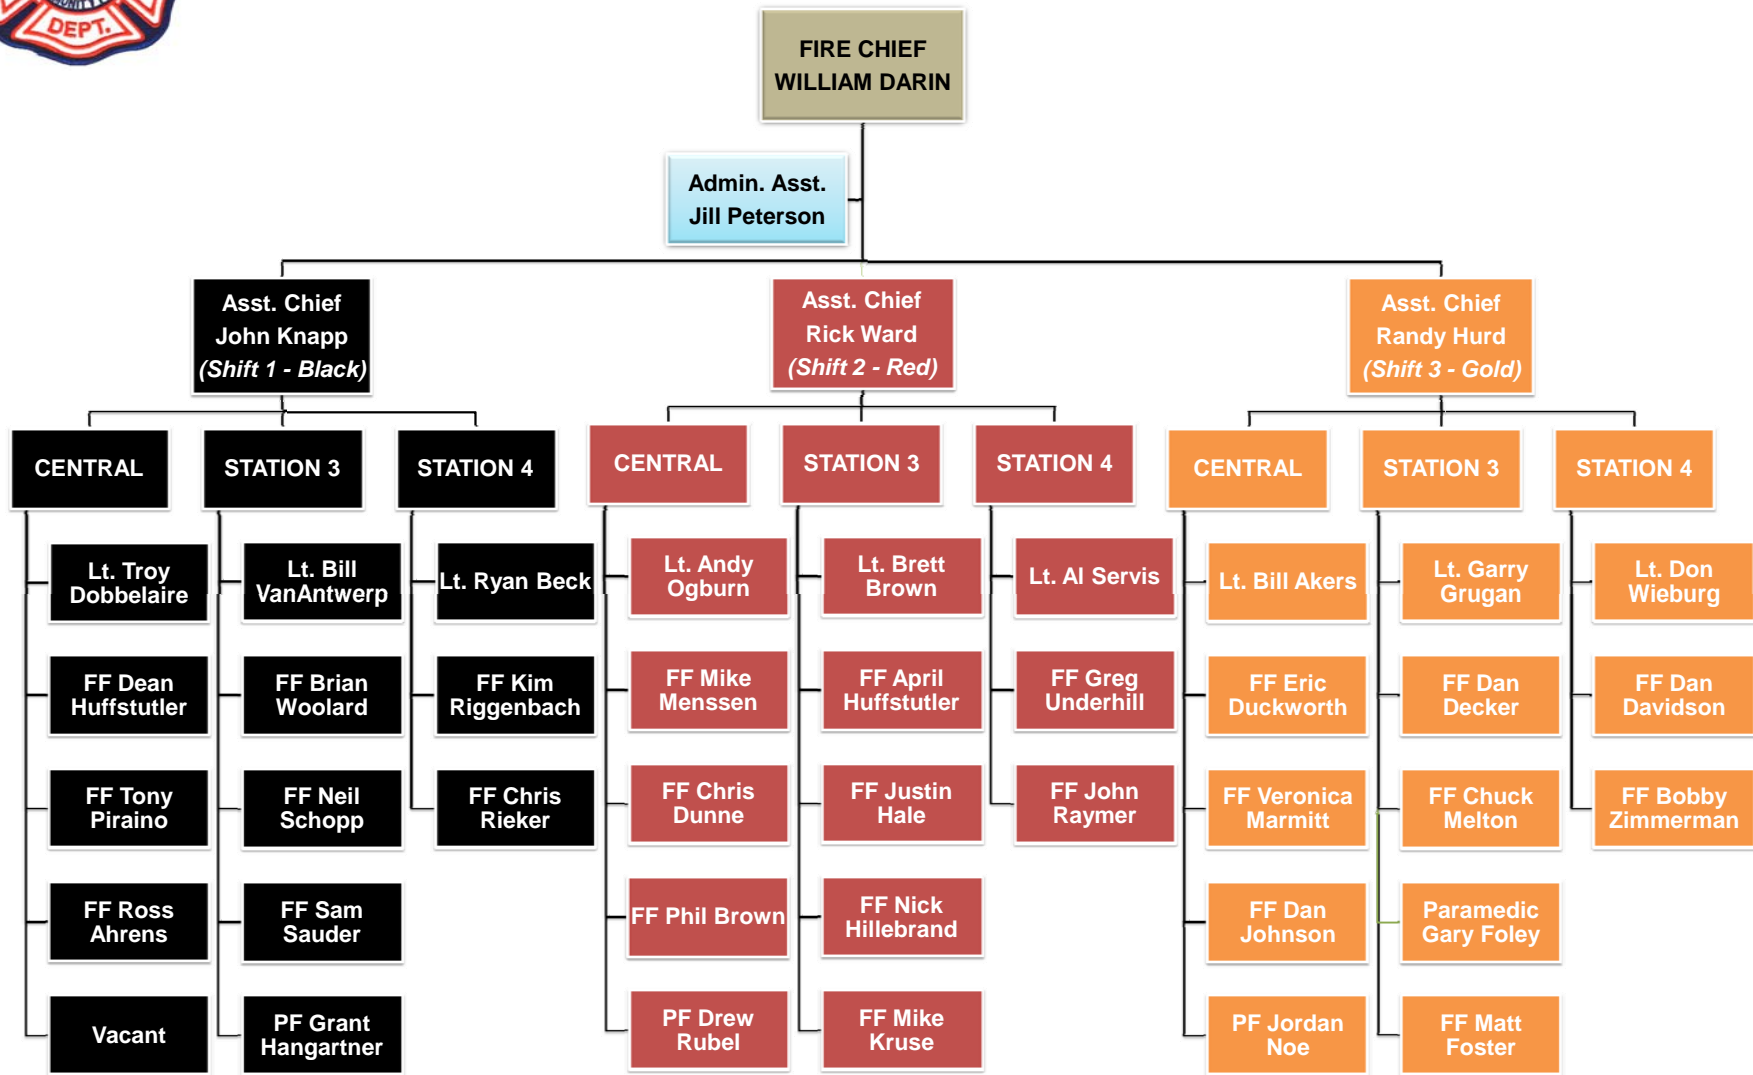 DEPT.
FIRE CHIEF
WILLIAM DARIN
Admin. Asst.
Jill Peterson
Asst. Chief
John Knapp
(Shift 1 - Black)
Asst. Chief
Rick Ward
(Shift 2 - Red)
Asst. Chief
Randy Hurd
(Shift 3 - Gold)
CENTRAL
Lt. Troy
Dobbelaire
FF Dean
Huffstutler
FF Tony
Piraino
FF Ross
Ahrens
Vacant
STATION 3
Lt. Bill
VanAntwerp
FF Brian
Woolard
FF Neil
Schopp
FF Sam
Sauder
PF Grant
Hangartner
STATION 4
Lt. Ryan Beck
FF Kim
Riggenbach
FF Chris
Rieker
CENTRAL
Lt. Andy
Ogburn
FF Mike
Menssen
FF Chris
Dunne
FF Phil Brown
PF Drew
Rubel
STATION 3
Lt. Brett
Brown
FF April
Huffstutler
FF Justin
Hale
FF Nick
Hillebrand
FF Mike
Kruse
STATION 4
Lt. Al Servis
FF Greg
Underhill
FF John
Raymer
CENTRAL
Lt. Bill Akers
FF Eric
Duckworth
FF Veronica
Marmitt
FF Dan
Johnson
PF Jordan
Noe
STATION 3
Lt. Garry
Grugan
FF Dan
Decker
FF Chuck
Melton
Paramedic
Gary Foley
FF Matt
Foster
STATION 4
Lt. Don
Wieburg
FF Dan
Davidson
FF Bobby
Zimmerman